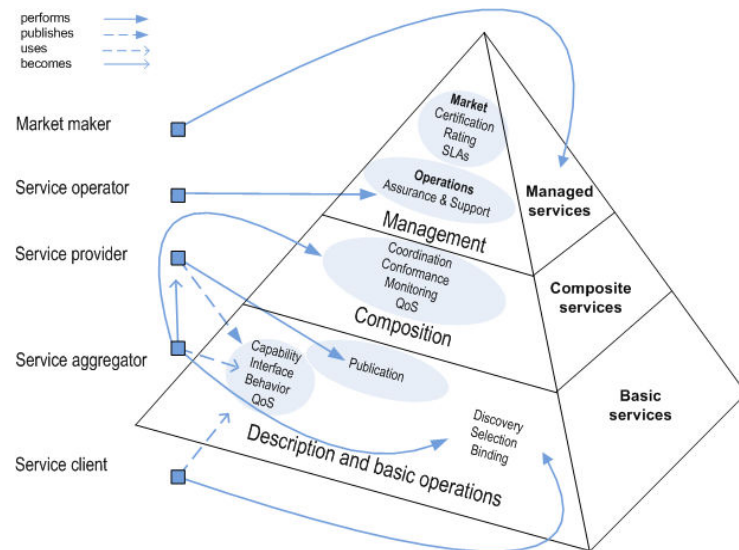 performs
publishes
uses
becomes
Market maker
Service operator
Service provider
Service aggregator
Service client
Market
Certification
Rating
SLAs
Operations
Assurance & Support
Management
Managed
services
Coordination
Conformance
Monitoring
QoS
Composition
Composite
services
Capability
Interface
Behavior
QoS
Publication
Discovery
Selection
Binding
Description and basic operations
Basic
services